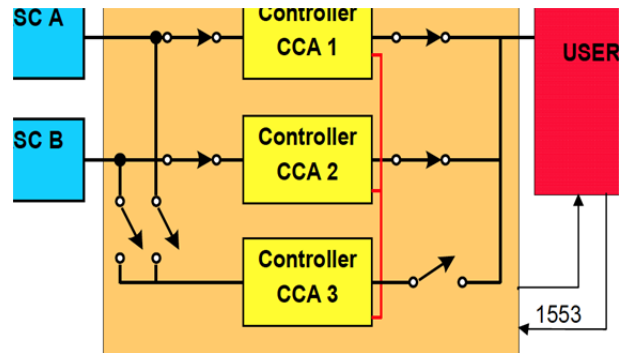 SC A
Controller
CCA 1
USER
SC B
Controller
CCA 2
Controller
CCA 3
1553